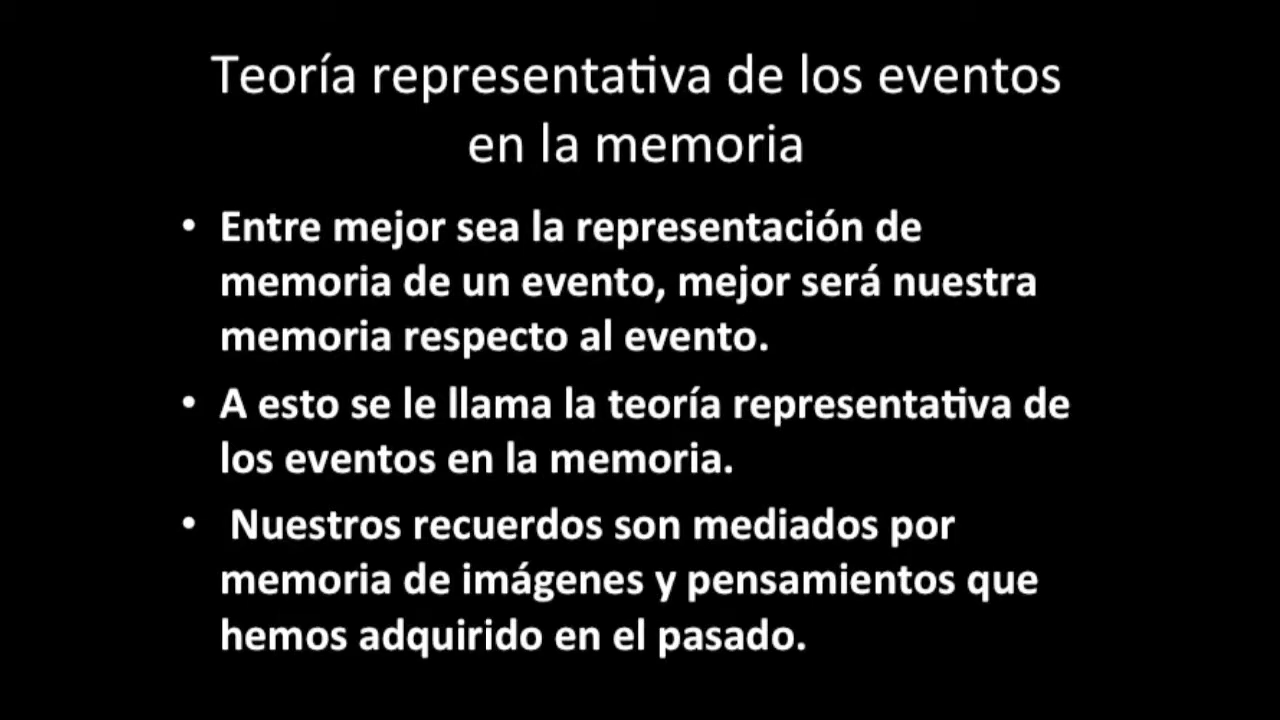 Teoría representativa de los eventos
en la memoria
• Entre mejor sea la representación de
memoria de un evento, mejor será nuestra
memoria respecto al evento.
• A esto se le llama la teoría representativa de
los eventos en la memoria.
• Nuestros recuerdos son mediados por
memoria de imágenes y pensamientos que
hemos adquirido en el pasado.